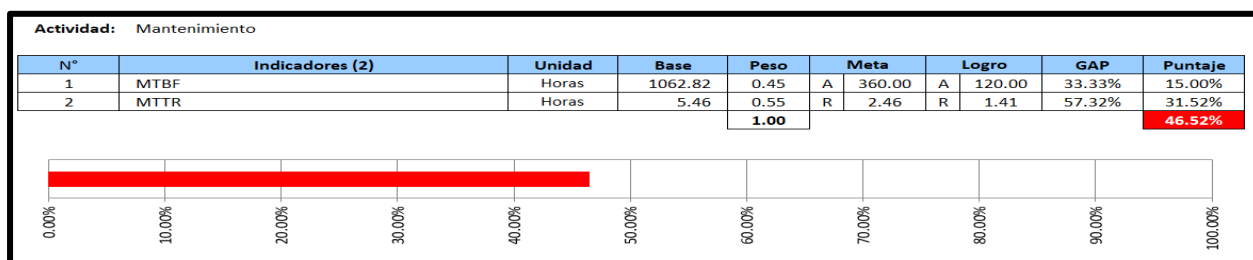 Actividad: Mantenimiento
N° Indicadores (2) Unidad Base Peso Meta Logro GAP Puntaje
1 MTBF Horas 1062.82 0.45 A 360.00 A 120.00 33.33% 15.00%
2 MTTR Horas 5.46 0.55 R 2.46 R 1.41 57.32% 31.52%
1.00 46.52%
0.00% 10.00% 20.00% 30.00% 40.00% 50.00% 60.00% 70.00% 80.00% 90.00% 100.00%